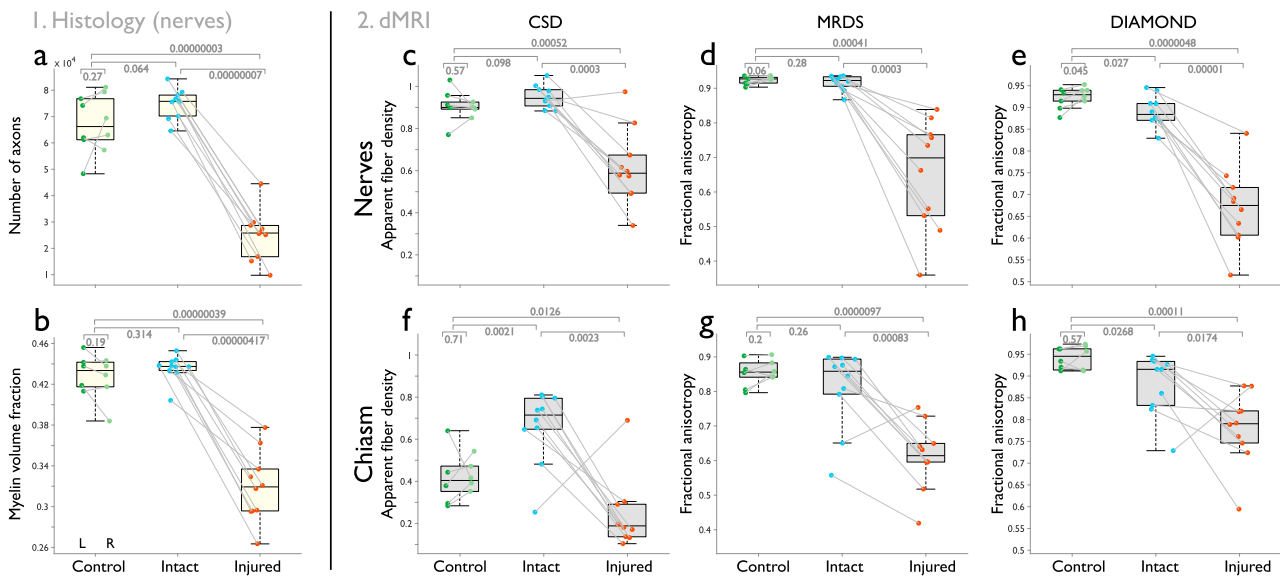 1. Histology (nerves)
2. dMRI
CSD
MRDS
DIAMOND
a
x 10⁴
0.00000003
0.064
0.00000007
0.27
8
7
6
5
4
3
2
1
Number of axons
b
0.00000039
0.314
0.00000417
0.19
0.46
0.42
0.38
0.34
0.3
0.26
Myelin volume fraction
L R
Control
Intact
Injured
Nerves
c
0.00052
0.098
0.0003
0.57
1
0.8
0.6
0.4
0.2
Apparent fiber density
d
0.00041
0.28
0.0003
0.06
0.9
0.8
0.7
0.6
0.5
0.4
Fractional anisotropy
e
0.0000048
0.027
0.00001
0.045
0.95
0.9
0.85
0.8
0.75
0.7
0.65
0.6
0.55
0.5
Fractional anisotropy
Chiasm
f
0.0126
0.0021
0.0023
0.71
1
0.8
0.6
0.4
0.2
Apparent fiber density
Control
Intact
Injured
g
0.0000097
0.26
0.00083
0.2
0.9
0.8
0.7
0.6
0.5
0.4
Fractional anisotropy
Control
Intact
Injured
h
0.00011
0.0268
0.0174
0.57
0.95
0.9
0.85
0.8
0.75
0.7
0.65
0.6
0.55
0.5
Fractional anisotropy
Control
Intact
Injured